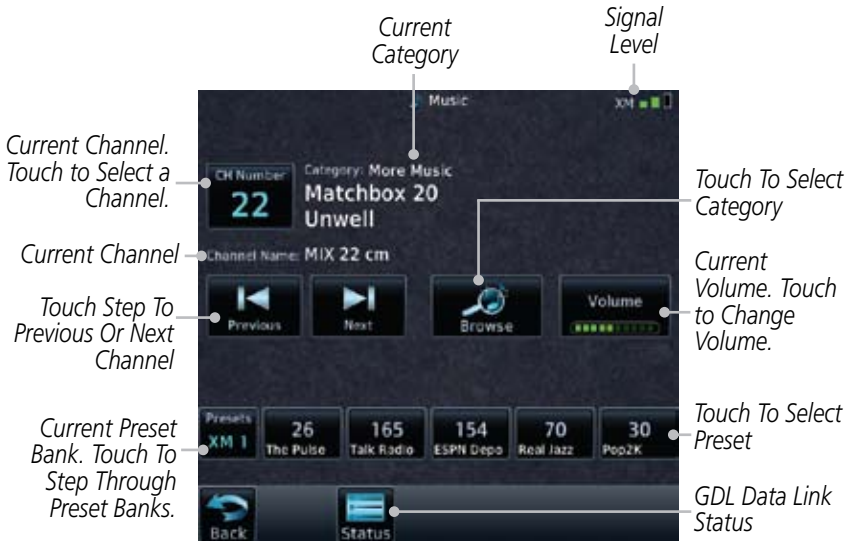 Current
Category
Signal
Level
Music
XM
Current Channel.
Touch to Select a
Channel.
CH Number
22
Category: More Music
Matchbox 20
Unwell
Touch To Select
Category
Current Channel
Channel Name: MIX 22 cm
Touch Step To
Previous Or Next
Channel
Previous
Next
Browse
Volume
Current
Volume. Touch
to Change
Volume.
Current Preset
Bank. Touch To
Step Through
Preset Banks.
Presets
XM 1
26
The Pulse
165
Talk Radio
154
ESPN Depo
70
Real Jazz
30
Pop2K
Touch To Select
Preset
Back
Status
GDL Data Link
Status